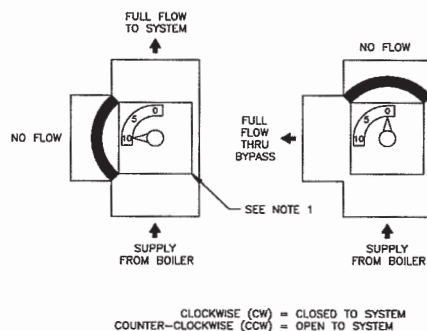 FULL FLOW
TO SYSTEM
NO FLOW
0
5
10
NO FLOW
SEE NOTE 1
SUPPLY
FROM BOILER
FULL
FLOW
THRU
BYPASS
0
5
10
SUPPLY
FROM BOILER
CLOCKWISE (CW) = CLOSED TO SYSTEM
COUNTER-CLOCKWISE (CCW) = OPEN TO SYSTEM